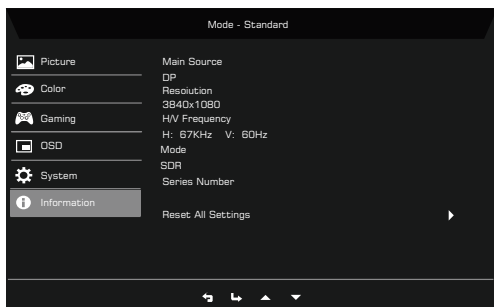 Mode - Standard
Picture
Color
Gaming
OSD
System
Information
Main Source
DP
Resoiution
3840x1080
H/V Frequency
H: 67KHz V: 60Hz
Mode
SDR
Series Number
Reset All Settings